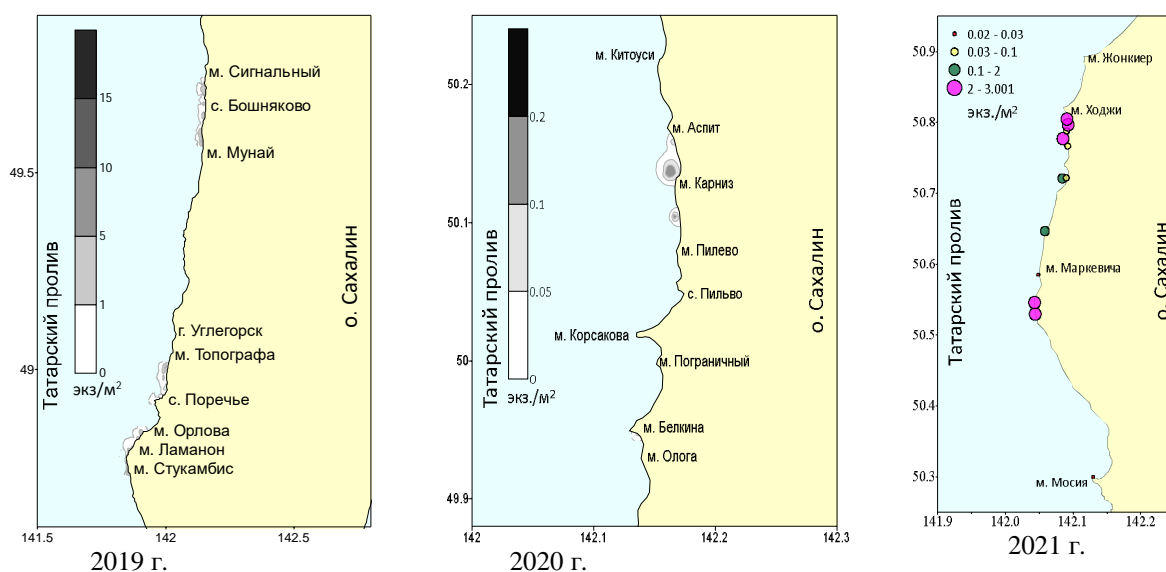 м. Сигнальный
с. Бошняково
м. Мунай
г. Углегорск
м. Топографа
с. Поречье
м. Орлова
м. Ламанон
м. Стукамбис
Татарский пролив
о. Сахалин
15
10
5
1
0
экз/м²
49.5
49
141.5 142 142.5
2019 г.
м. Китоуси
м. Аспит
м. Карниз
м. Пилево
с. Пильво
м. Корсакова
м. Пограничный
м. Белкина
м. Олога
Татарский пролив
о. Сахалин
0.2
0.1
0.05
0
экз./м²
50.2
50.1
50
49.9
142 142.1 142.2 142.3
2020 г.
0.02 - 0.03
0.03 - 0.1
0.1 - 2
2 - 3.001
экз./м²
м. Жонкиер
м. Ходжи
м. Маркевича
м. Мосия
Татарский пролив
о. Сахалин
50.9
50.8
50.7
50.6
50.5
50.4
50.3
141.9 142.0 142.1 142.2
2021 г.